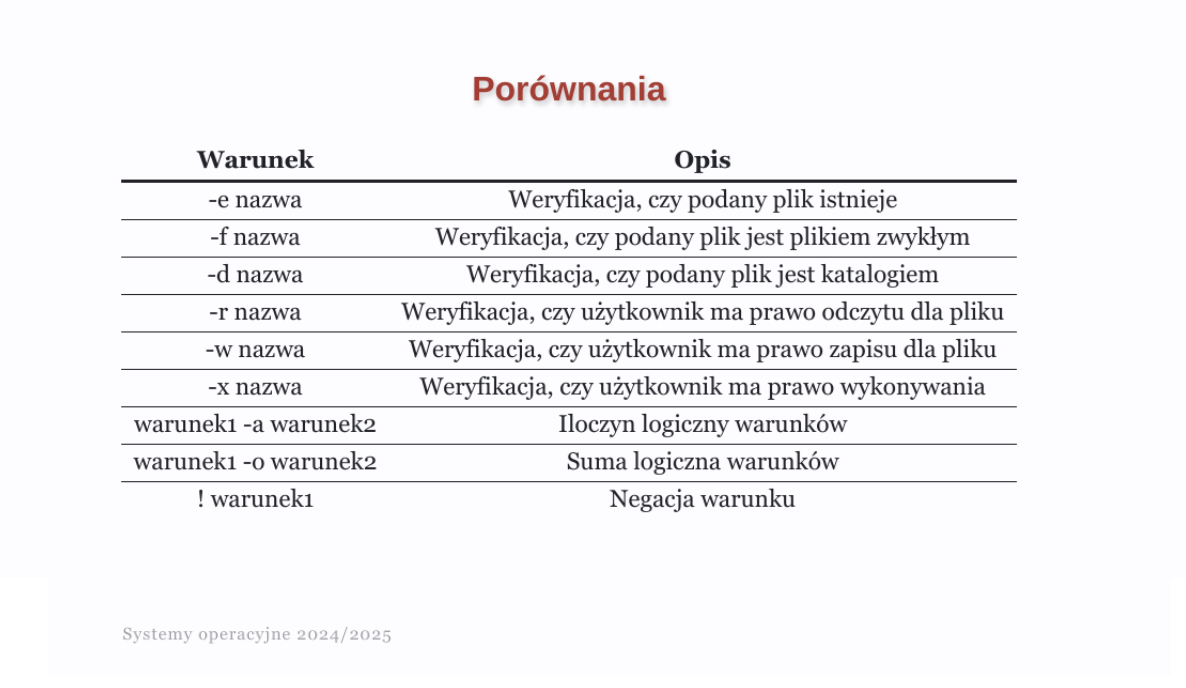 Porównania
Warunek Opis
-e nazwa Weryfikacja, czy podany plik istnieje
-f nazwa Weryfikacja, czy podany plik jest plikiem zwykłym
-d nazwa Weryfikacja, czy podany plik jest katalogiem
-r nazwa Weryfikacja, czy użytkownik ma prawo odczytu dla pliku
-w nazwa Weryfikacja, czy użytkownik ma prawo zapisu dla pliku
-x nazwa Weryfikacja, czy użytkownik ma prawo wykonywania
warunek1 -a warunek2 Iloczyn logiczny warunków
warunek1 -o warunek2 Suma logiczna warunków
! warunek1 Negacja warunku
Systemy operacyjne 2024/2025